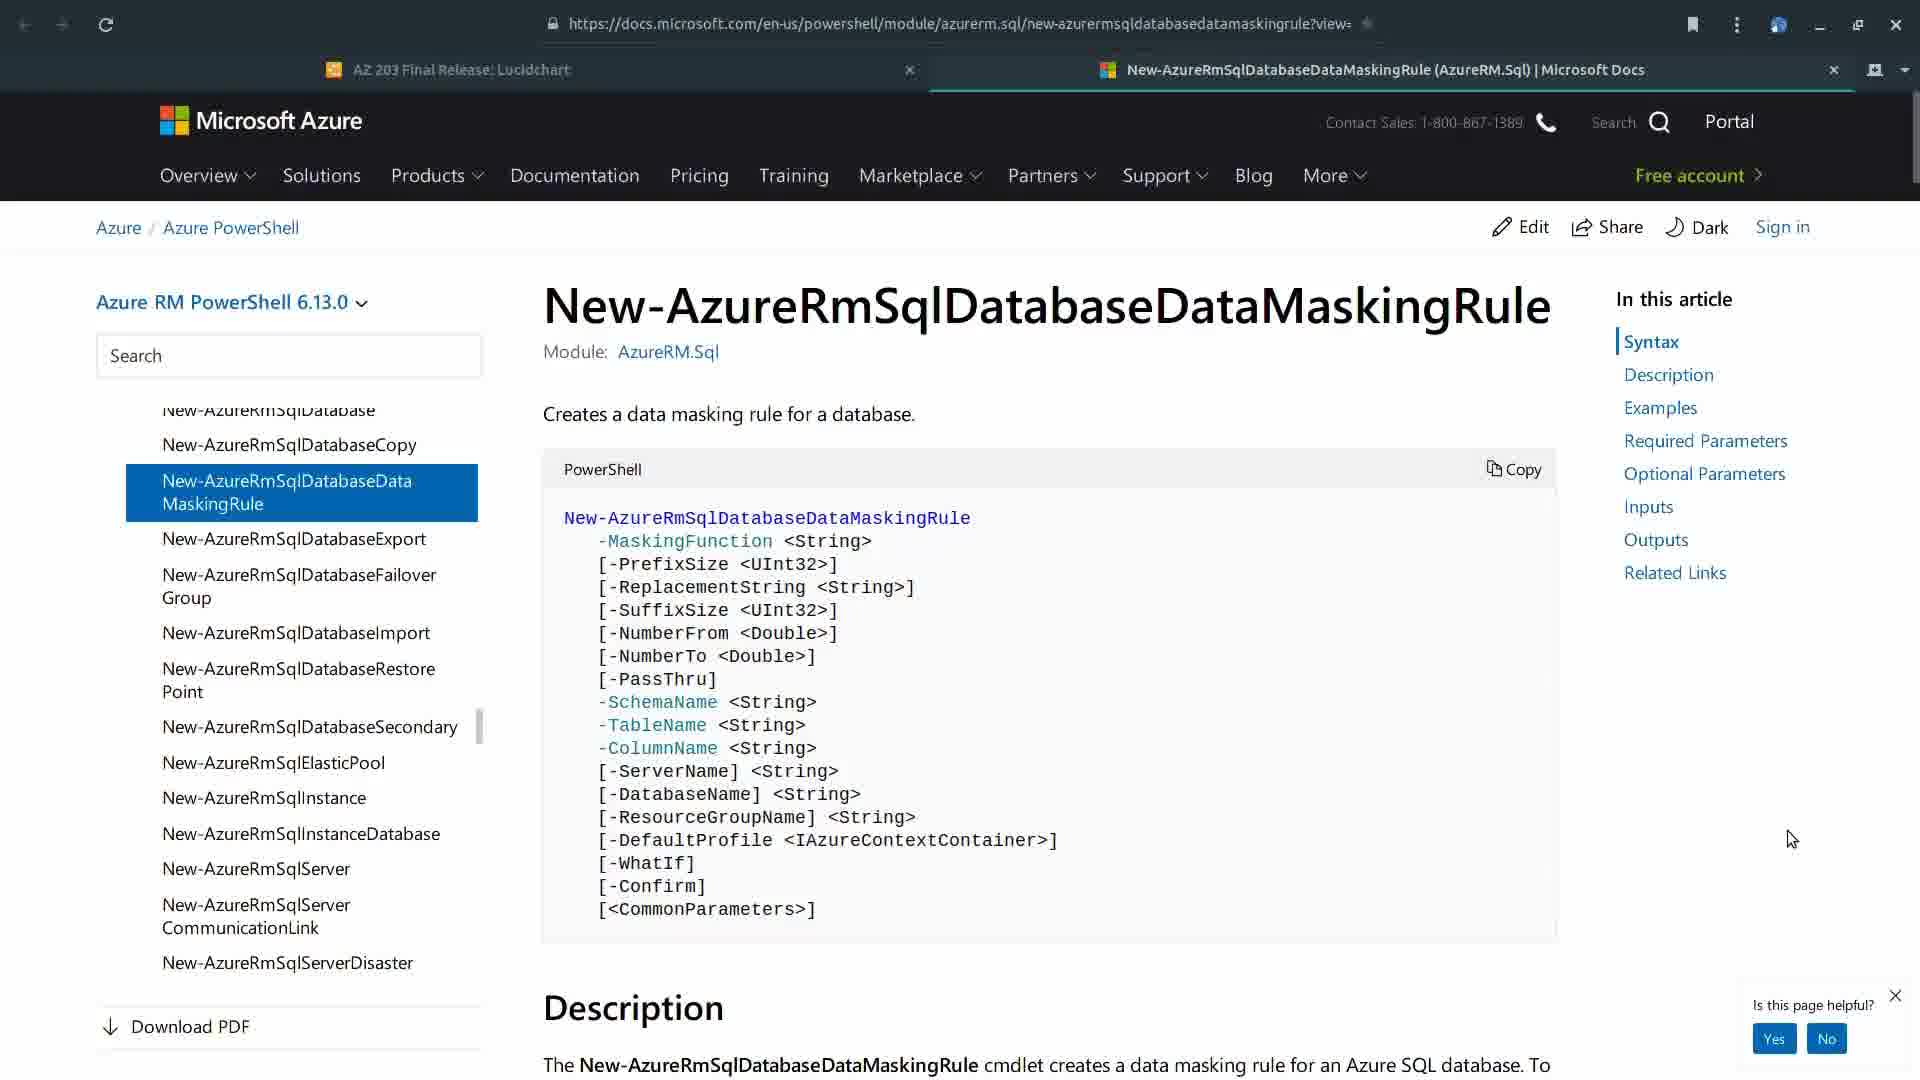 https://docs.microsoft.com/en-us/powershell/module/azurerm.sql/new-azurermsqldatabasedatamaskingrule?view=
AZ 203 Final Release: Lucidchart
New-AzureRmSqlDatabaseDataMaskingRule (AzureRM.Sql) | Microsoft Docs
Microsoft Azure
Contact Sales: 1-800-867-1389
Search
Portal
Overview
Solutions
Products
Documentation
Pricing
Training
Marketplace
Partners
Support
Blog
More
Free account
Azure / Azure PowerShell
Edit
Share
Dark
Sign in
Azure RM PowerShell 6.13.0
Search
New-AzureRmSqlDatabase
New-AzureRmSqlDatabaseCopy
New-AzureRmSqlDatabaseData
MaskingRule
New-AzureRmSqlDatabaseExport
New-AzureRmSqlDatabaseFailover
Group
New-AzureRmSqlDatabaseImport
New-AzureRmSqlDatabaseRestore
Point
New-AzureRmSqlDatabaseSecondary
New-AzureRmSqlElasticPool
New-AzureRmSqlInstance
New-AzureRmSqlInstanceDatabase
New-AzureRmSqlServer
New-AzureRmSqlServer
CommunicationLink
New-AzureRmSqlServerDisaster
Download PDF
New-AzureRmSqlDatabaseDataMaskingRule
Module: AzureRM.Sql
Creates a data masking rule for a database.
PowerShell
Copy
New-AzureRmSqlDatabaseDataMaskingRule
-MaskingFunction <String>
[-PrefixSize <UInt32>]
[-ReplacementString <String>]
[-SuffixSize <UInt32>]
[-NumberFrom <Double>]
[-NumberTo <Double>]
[-PassThru]
-SchemaName <String>
-TableName <String>
-ColumnName <String>
[-ServerName] <String>
[-DatabaseName] <String>
[-ResourceGroupName] <String>
[-DefaultProfile <IAzureContextContainer>]
[-WhatIf]
[-Confirm]
[<CommonParameters>]
Description
The New-AzureRmSqlDatabaseDataMaskingRule cmdlet creates a data masking rule for an Azure SQL database. To
In this article
Syntax
Description
Examples
Required Parameters
Optional Parameters
Inputs
Outputs
Related Links
Is this page helpful?
Yes
No